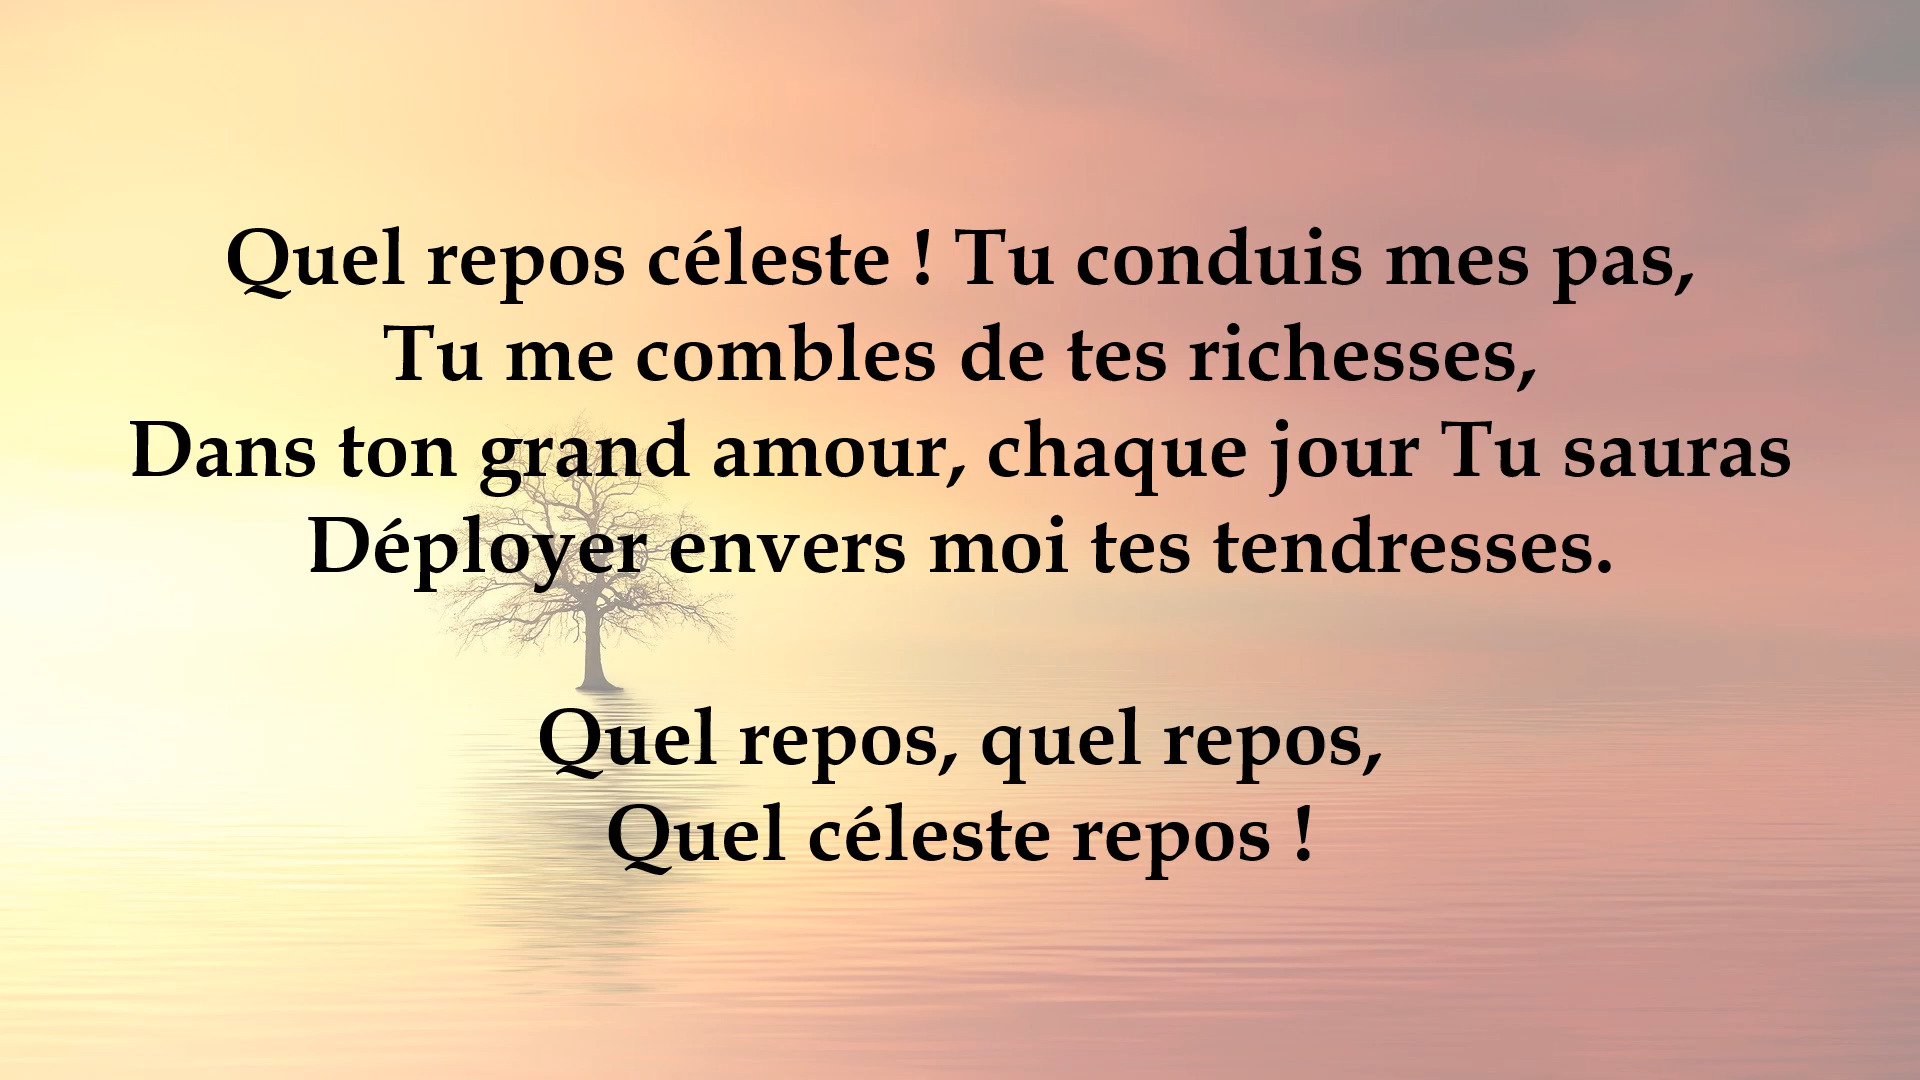 Quel repos céleste ! Tu conduis mes pas,
Tu me combles de tes richesses,
Dans ton grand amour, chaque jour Tu sauras
Déployer envers moi tes tendresses.
Quel repos, quel repos,
Quel céleste repos !